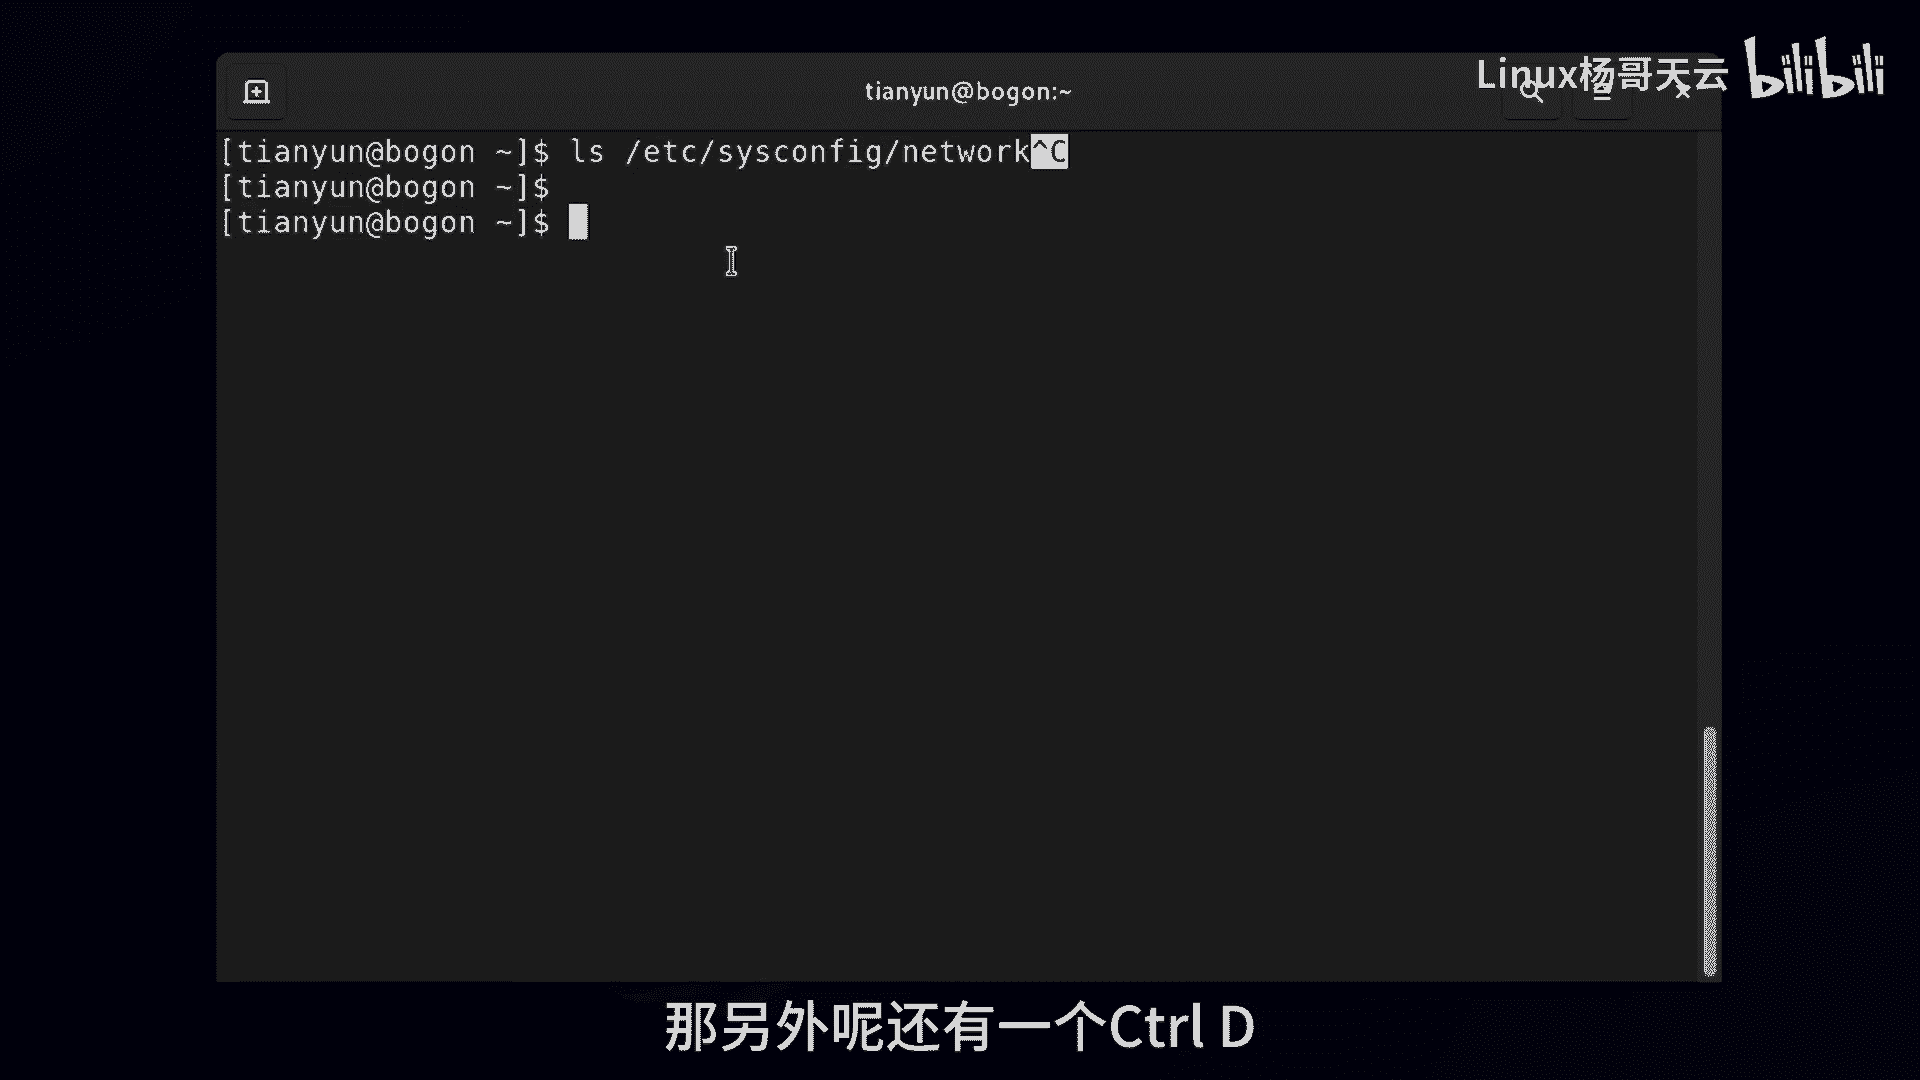 Linux杨哥天云 bilibili
tianyun@bogon:~
[tianyun@bogon ~]$ ls /etc/sysconfig/network^C
[tianyun@bogon ~]$
[tianyun@bogon ~]$
那另外呢还有一个Ctrl D